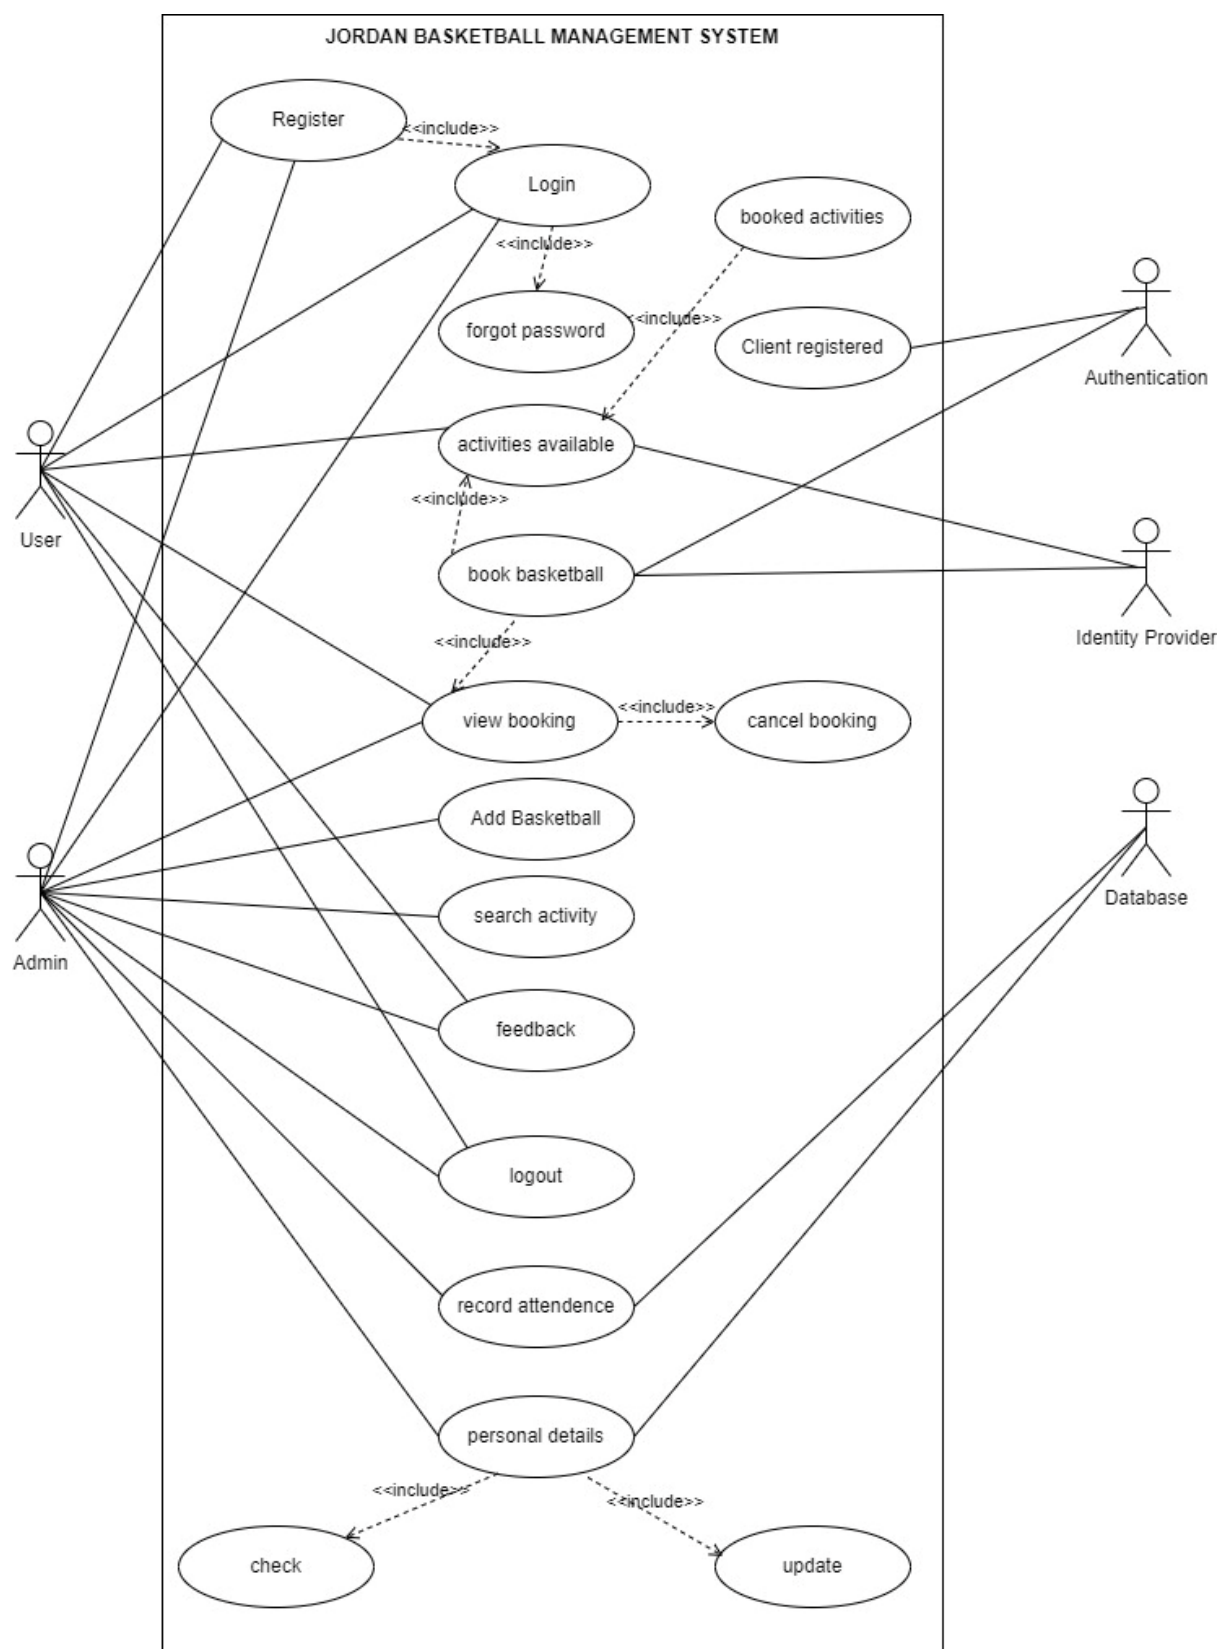 JORDAN BASKETBALL MANAGEMENT SYSTEM
Register
<<include>>
Login
booked activities
<<include>>
forgot password
<<include>>
Client registered
Authentication
activities available
User
<<include>>
book basketball
Identity Provider
<<include>>
view booking
<<include>>
cancel booking
Add Basketball
Database
search activity
Admin
feedback
logout
record attendence
personal details
<<include>>
<<include>>
check
update